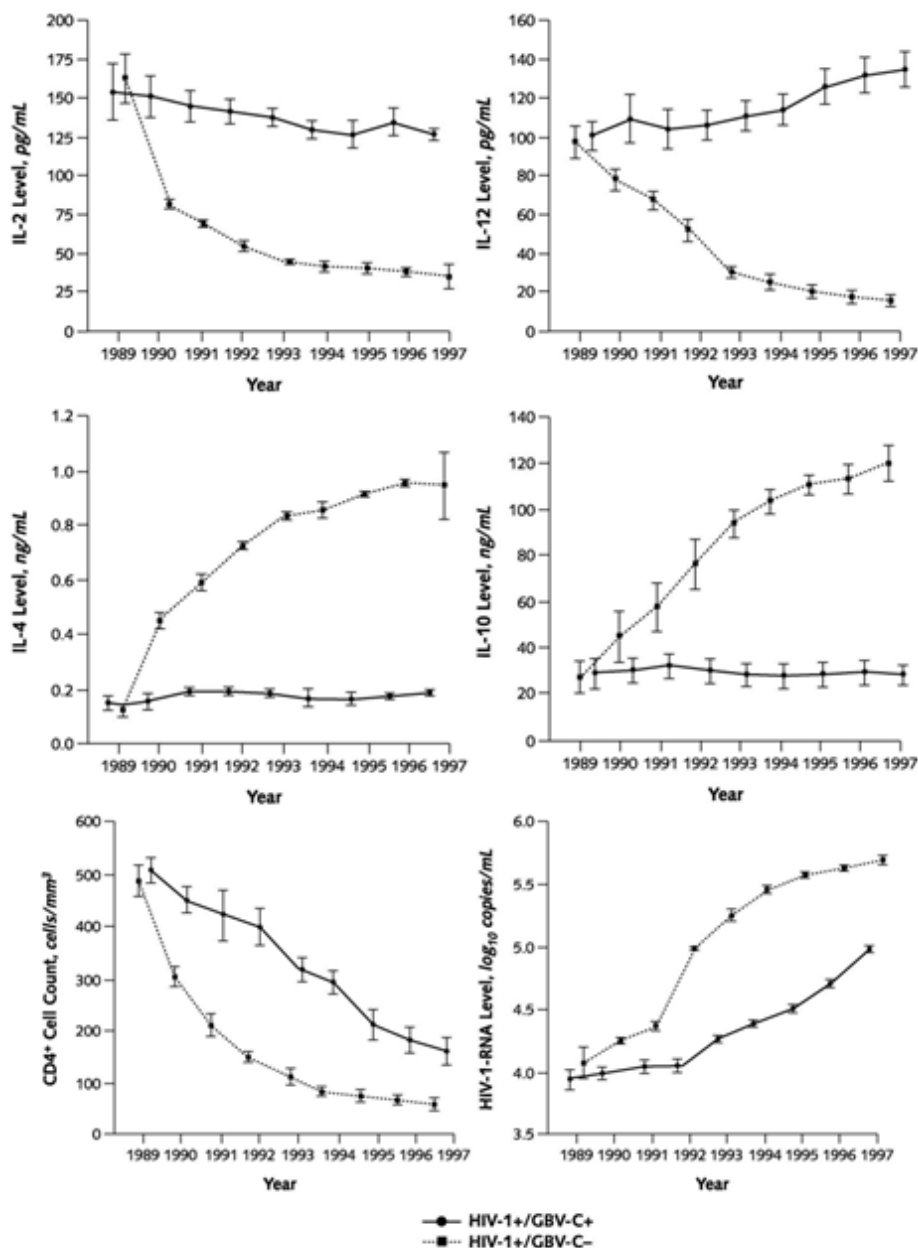 IL-2 Level, pg/mL
200
175
150
125
100
75
50
25
0
1989 1990 1991 1992 1993 1994 1995 1996 1997
Year
IL-12 Level, pg/mL
160
140
120
100
80
60
40
20
0
1989 1990 1991 1992 1993 1994 1995 1996 1997
Year
IL-4 Level, ng/mL
1.2
1.0
0.8
0.6
0.4
0.2
0.0
1989 1990 1991 1992 1993 1994 1995 1996 1997
Year
IL-10 Level, ng/mL
140
120
100
80
60
40
20
0
1989 1990 1991 1992 1993 1994 1995 1996 1997
Year
CD4⁺ Cell Count, cells/mm³
600
500
400
300
200
100
0
1989 1990 1991 1992 1993 1994 1995 1996 1997
Year
HIV-1-RNA Level, log₁₀ copies/mL
6.0
5.5
5.0
4.5
4.0
3.5
1989 1990 1991 1992 1993 1994 1995 1996 1997
Year
HIV-1+/GBV-C+
HIV-1+/GBV-C–